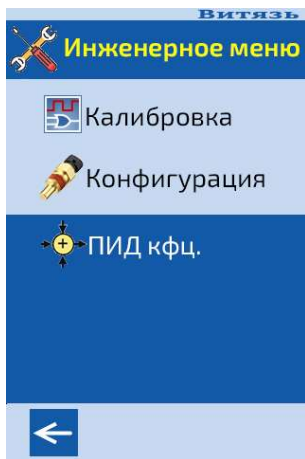 Витязь
Инженерное меню
Калибровка
Конфигурация
ПИД кфц.